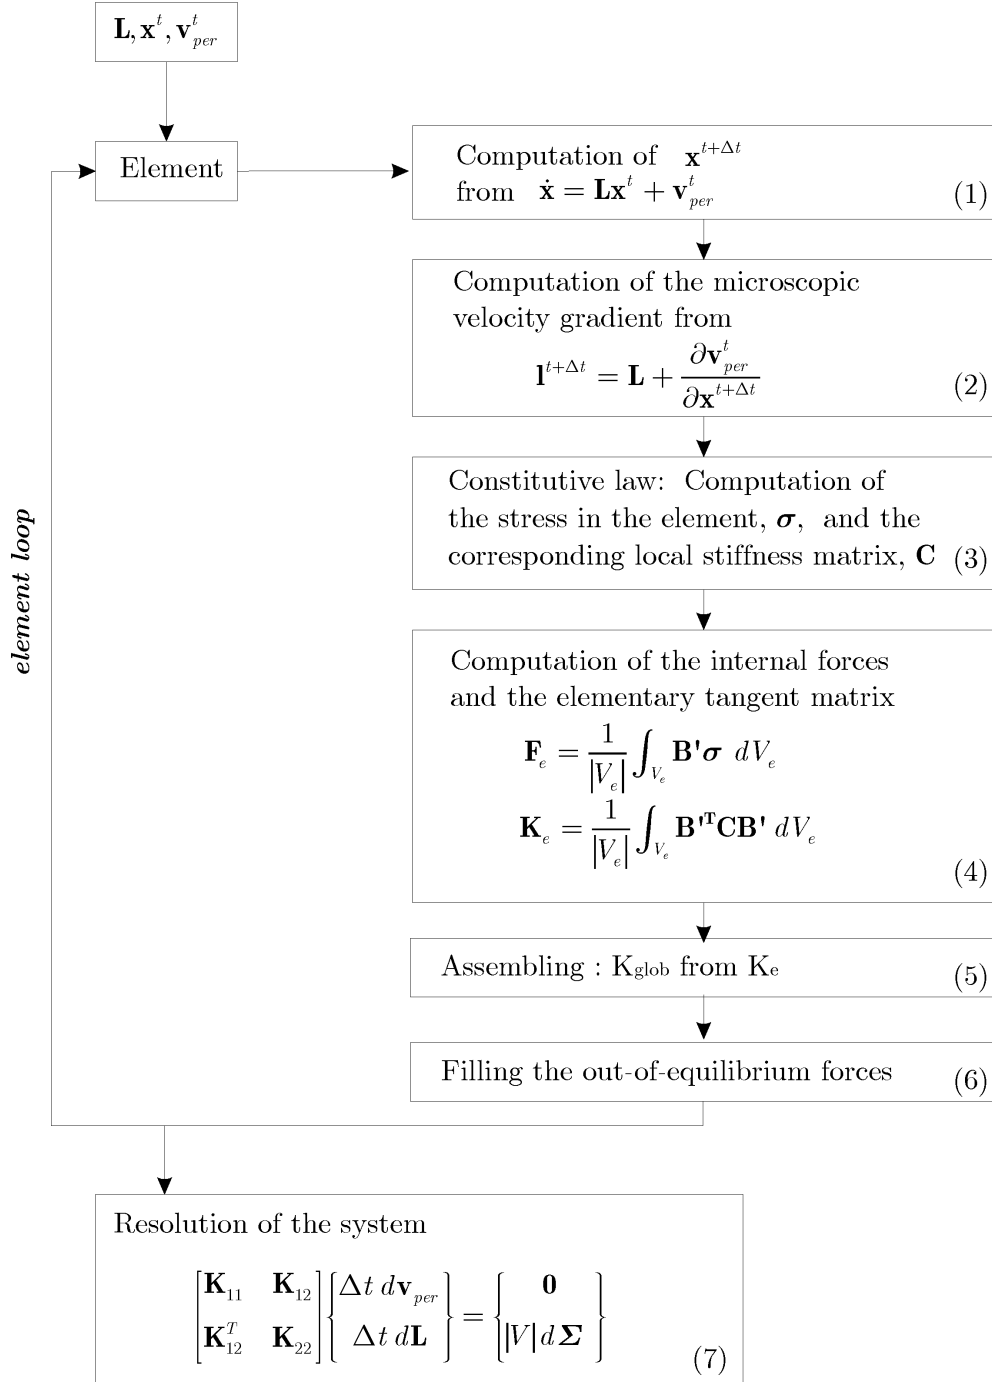 L, x^t, v^t_per
Element
Computation of x^{t+Δt}
from ẋ = Lx^t + v^t_per
(1)
Computation of the microscopic
velocity gradient from
l^{t+Δt} = L + ∂v^t_per / ∂x^{t+Δt}
(2)
Constitutive law: Computation of
the stress in the element, σ, and the
corresponding local stiffness matrix, C
(3)
element loop
Computation of the internal forces
and the elementary tangent matrix
F_e = 1/|V_e| ∫_{V_e} B'σ dV_e
K_e = 1/|V_e| ∫_{V_e} B'^T CB' dV_e
(4)
Assembling : K_glob from K_e
(5)
Filling the out-of-equilibrium forces
(6)
Resolution of the system
[K_11 K_12] {Δt dv_per} = {0}
[K^T_12 K_22] {Δt dL} = {|V| dΣ}
(7)